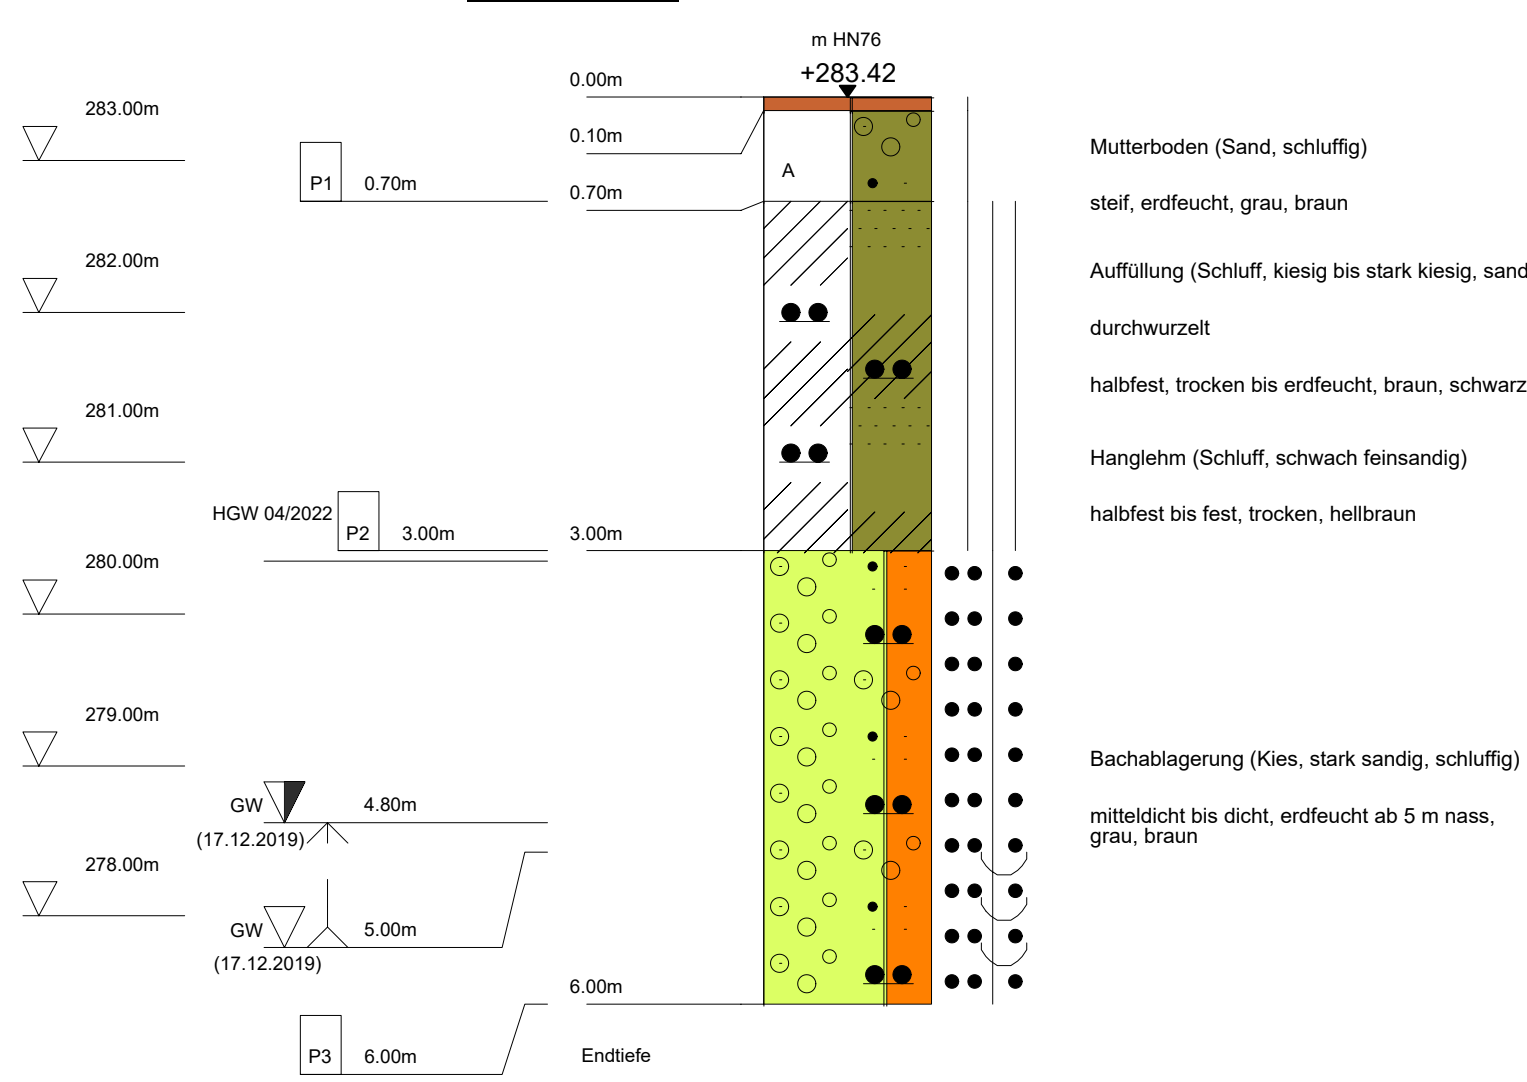 m HN76
+283.42
0.00m
283.00m
0.10m
Mutterboden (Sand, schluffig)
A
P1 0.70m
0.70m
steif, erdfeucht, grau, braun
282.00m
Auffüllung (Schluff, kiesig bis stark kiesig, sand
durchwurzelt
halbfest, trocken bis erdfeucht, braun, schwarz
281.00m
Hanglehm (Schluff, schwach feinsandig)
HGW 04/2022
P2 3.00m
3.00m
halbfest bis fest, trocken, hellbraun
280.00m
279.00m
Bachablagerung (Kies, stark sandig, schluffig)
GW 4.80m
(17.12.2019)
mitteldicht bis dicht, erdfeucht ab 5 m nass,
grau, braun
278.00m
GW 5.00m
(17.12.2019)
6.00m
P3 6.00m
Endtiefe